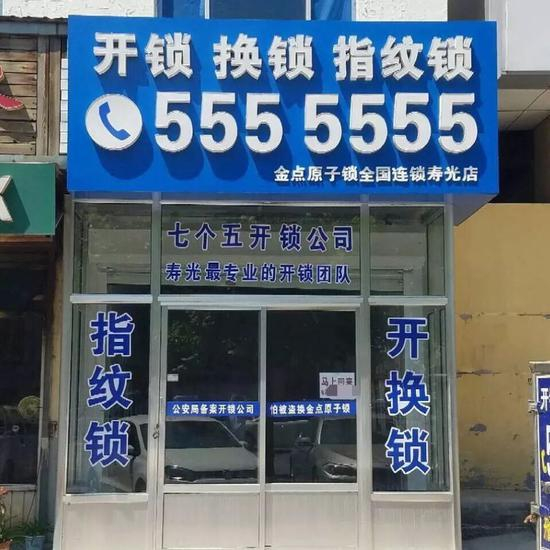 开锁 换锁 指纹锁
555 5555
金点原子锁全国连锁寿光店
七个五开锁公司
寿光最专业的开锁团队
指纹锁
开换锁
马上回来
公安局备案开锁公司
怕被盗换金点原子锁
K
开